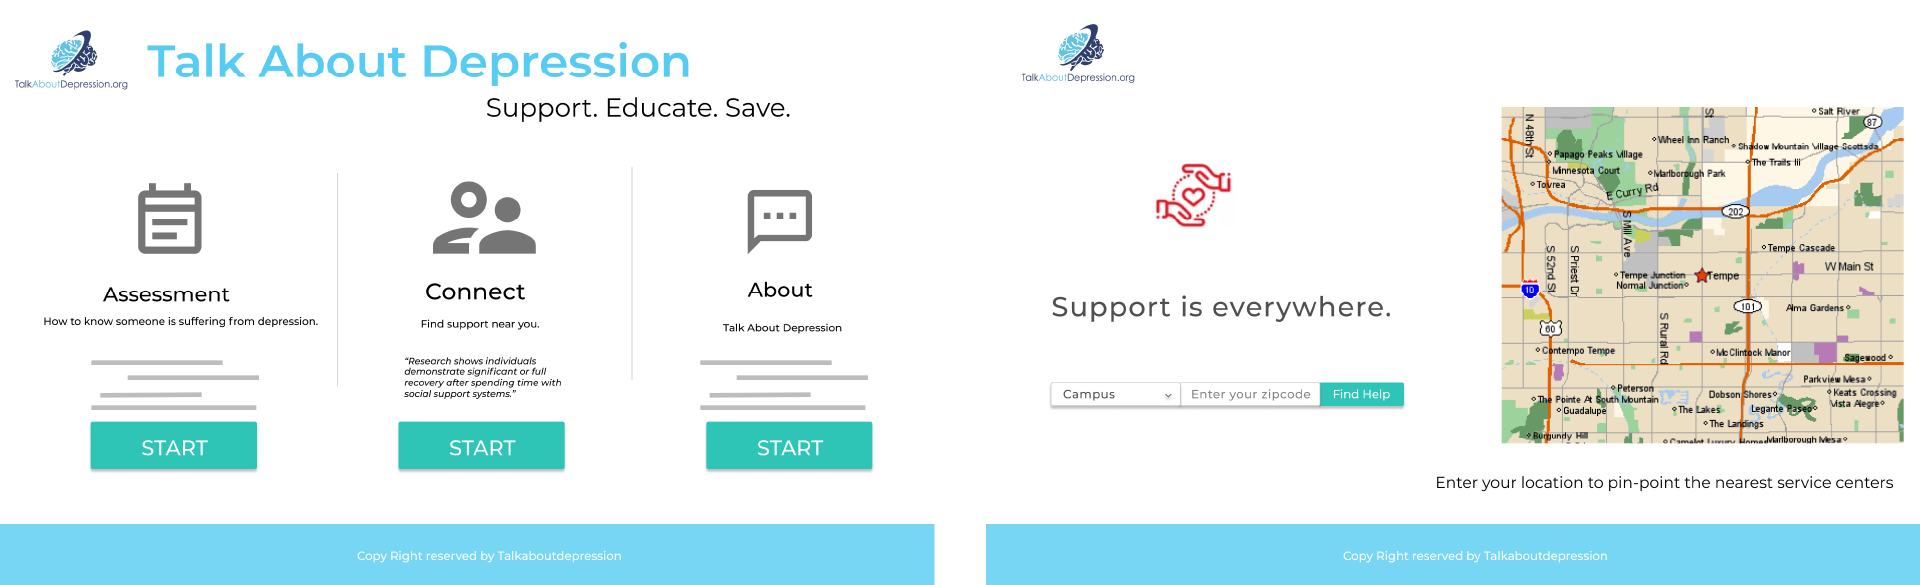 TalkAboutDepression.org
Talk About Depression
Support. Educate. Save.
Assessment
How to know someone is suffering from depression.
START
Connect
Find support near you.
“Research shows individuals
demonstrate significant or full
recovery after spending time with
social support systems.”
START
About
Talk About Depression
START
Copy Right reserved by Talkaboutdepression
TalkAboutDepression.org
Support is everywhere.
Campus
Enter your zipcode
Find Help
N 48th St
St
Salt River
87
Wheel Inn Ranch
Shadow Mountain Village Scottsda
Papago Peaks Village
The Trails Iii
Minnesota Court
Marlborough Park
Tovrea
E Curry Rd
202
S Mill Ave
S 52nd St
S Priest Dr
Tempe Cascade
W Main St
Tempe Junction
Tempe
Normal Junction
10
101
Alma Gardens
60
S Rural Rd
Contempo Tempe
McClintock Manor
Sagewood
Parkview Mesa
Peterson
Dobson Shores
Keats Crossing
The Pointe At South Mountain
Vista Alegre
Guadalupe
The Lakes
Legante Paseo
The Landings
Burgundy Hill
Camelot Luxury Homes
Marlborough Mesa
Enter your location to pin-point the nearest service centers
Copy Right reserved by Talkaboutdepression